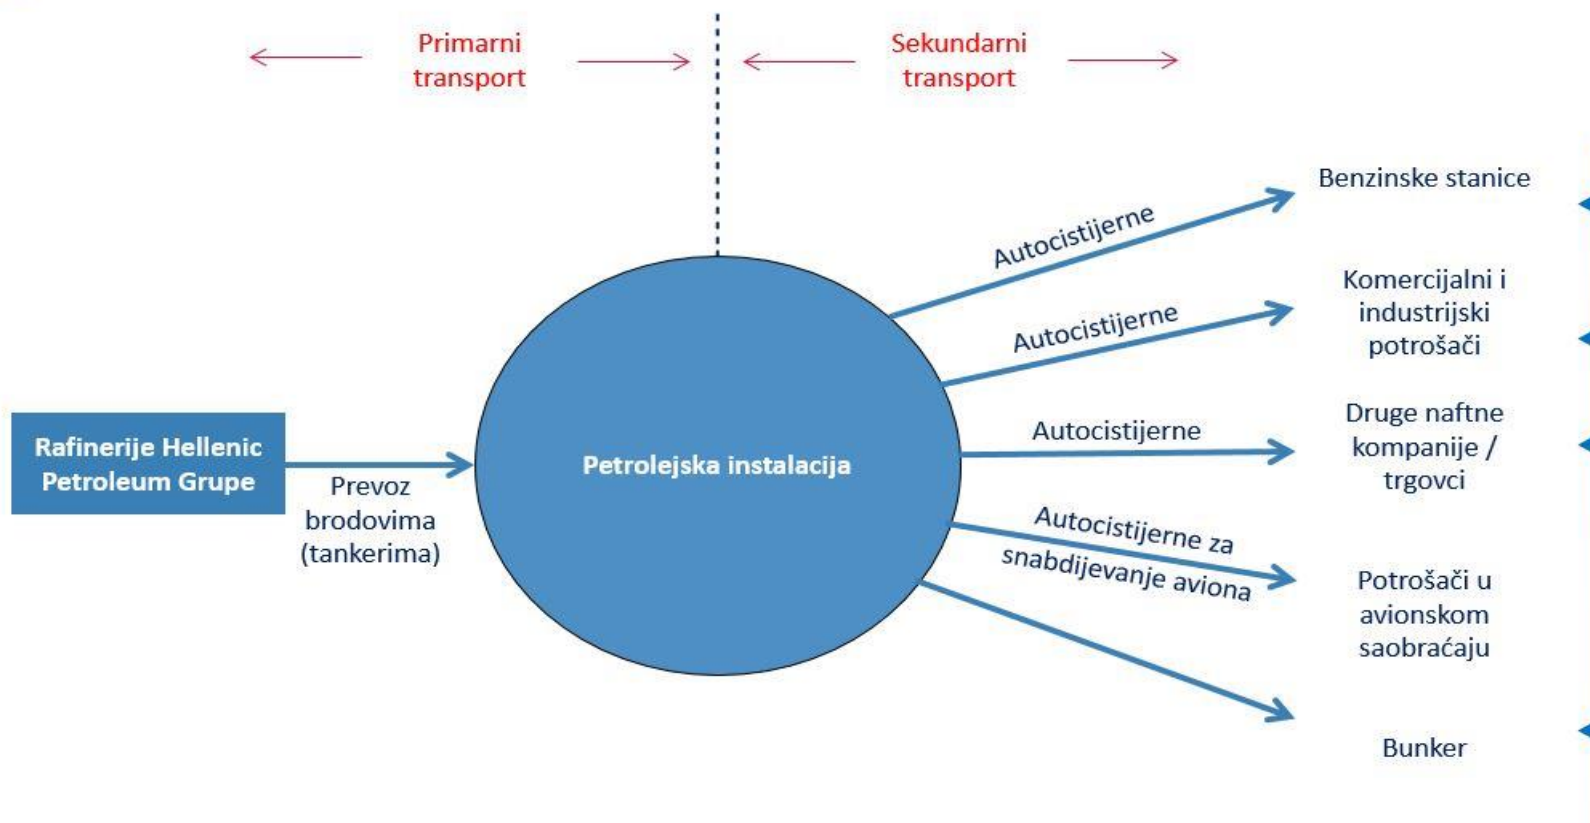 Primarni
transport
Sekundarni
transport
Benzinske stanice
Autocistijerne
Komercijalni i
industrijski
potrošači
Autocistijerne
Druge naftne
kompanije /
trgovci
Autocistijerne
Rafinerije Hellenic
Petroleum Grupe
Prevoz
brodovima
(tankerima)
Petrolejska instalacija
Autocistijerne za
snabdijevanje aviona
Potrošači u
avionskom
saobraćaju
Bunker